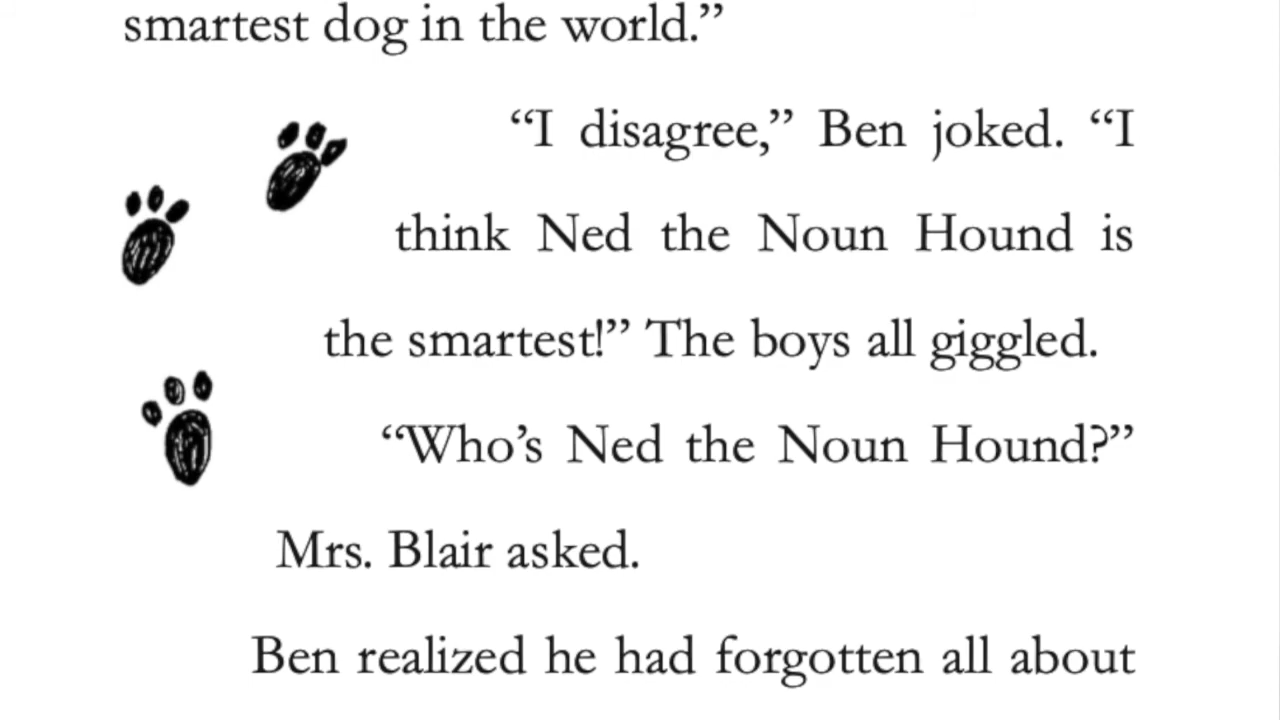 smartest dog in the world.”
“I disagree,” Ben joked. “I
think Ned the Noun Hound is
the smartest!” The boys all giggled.
“Who’s Ned the Noun Hound?”
Mrs. Blair asked.
Ben realized he had forgotten all about